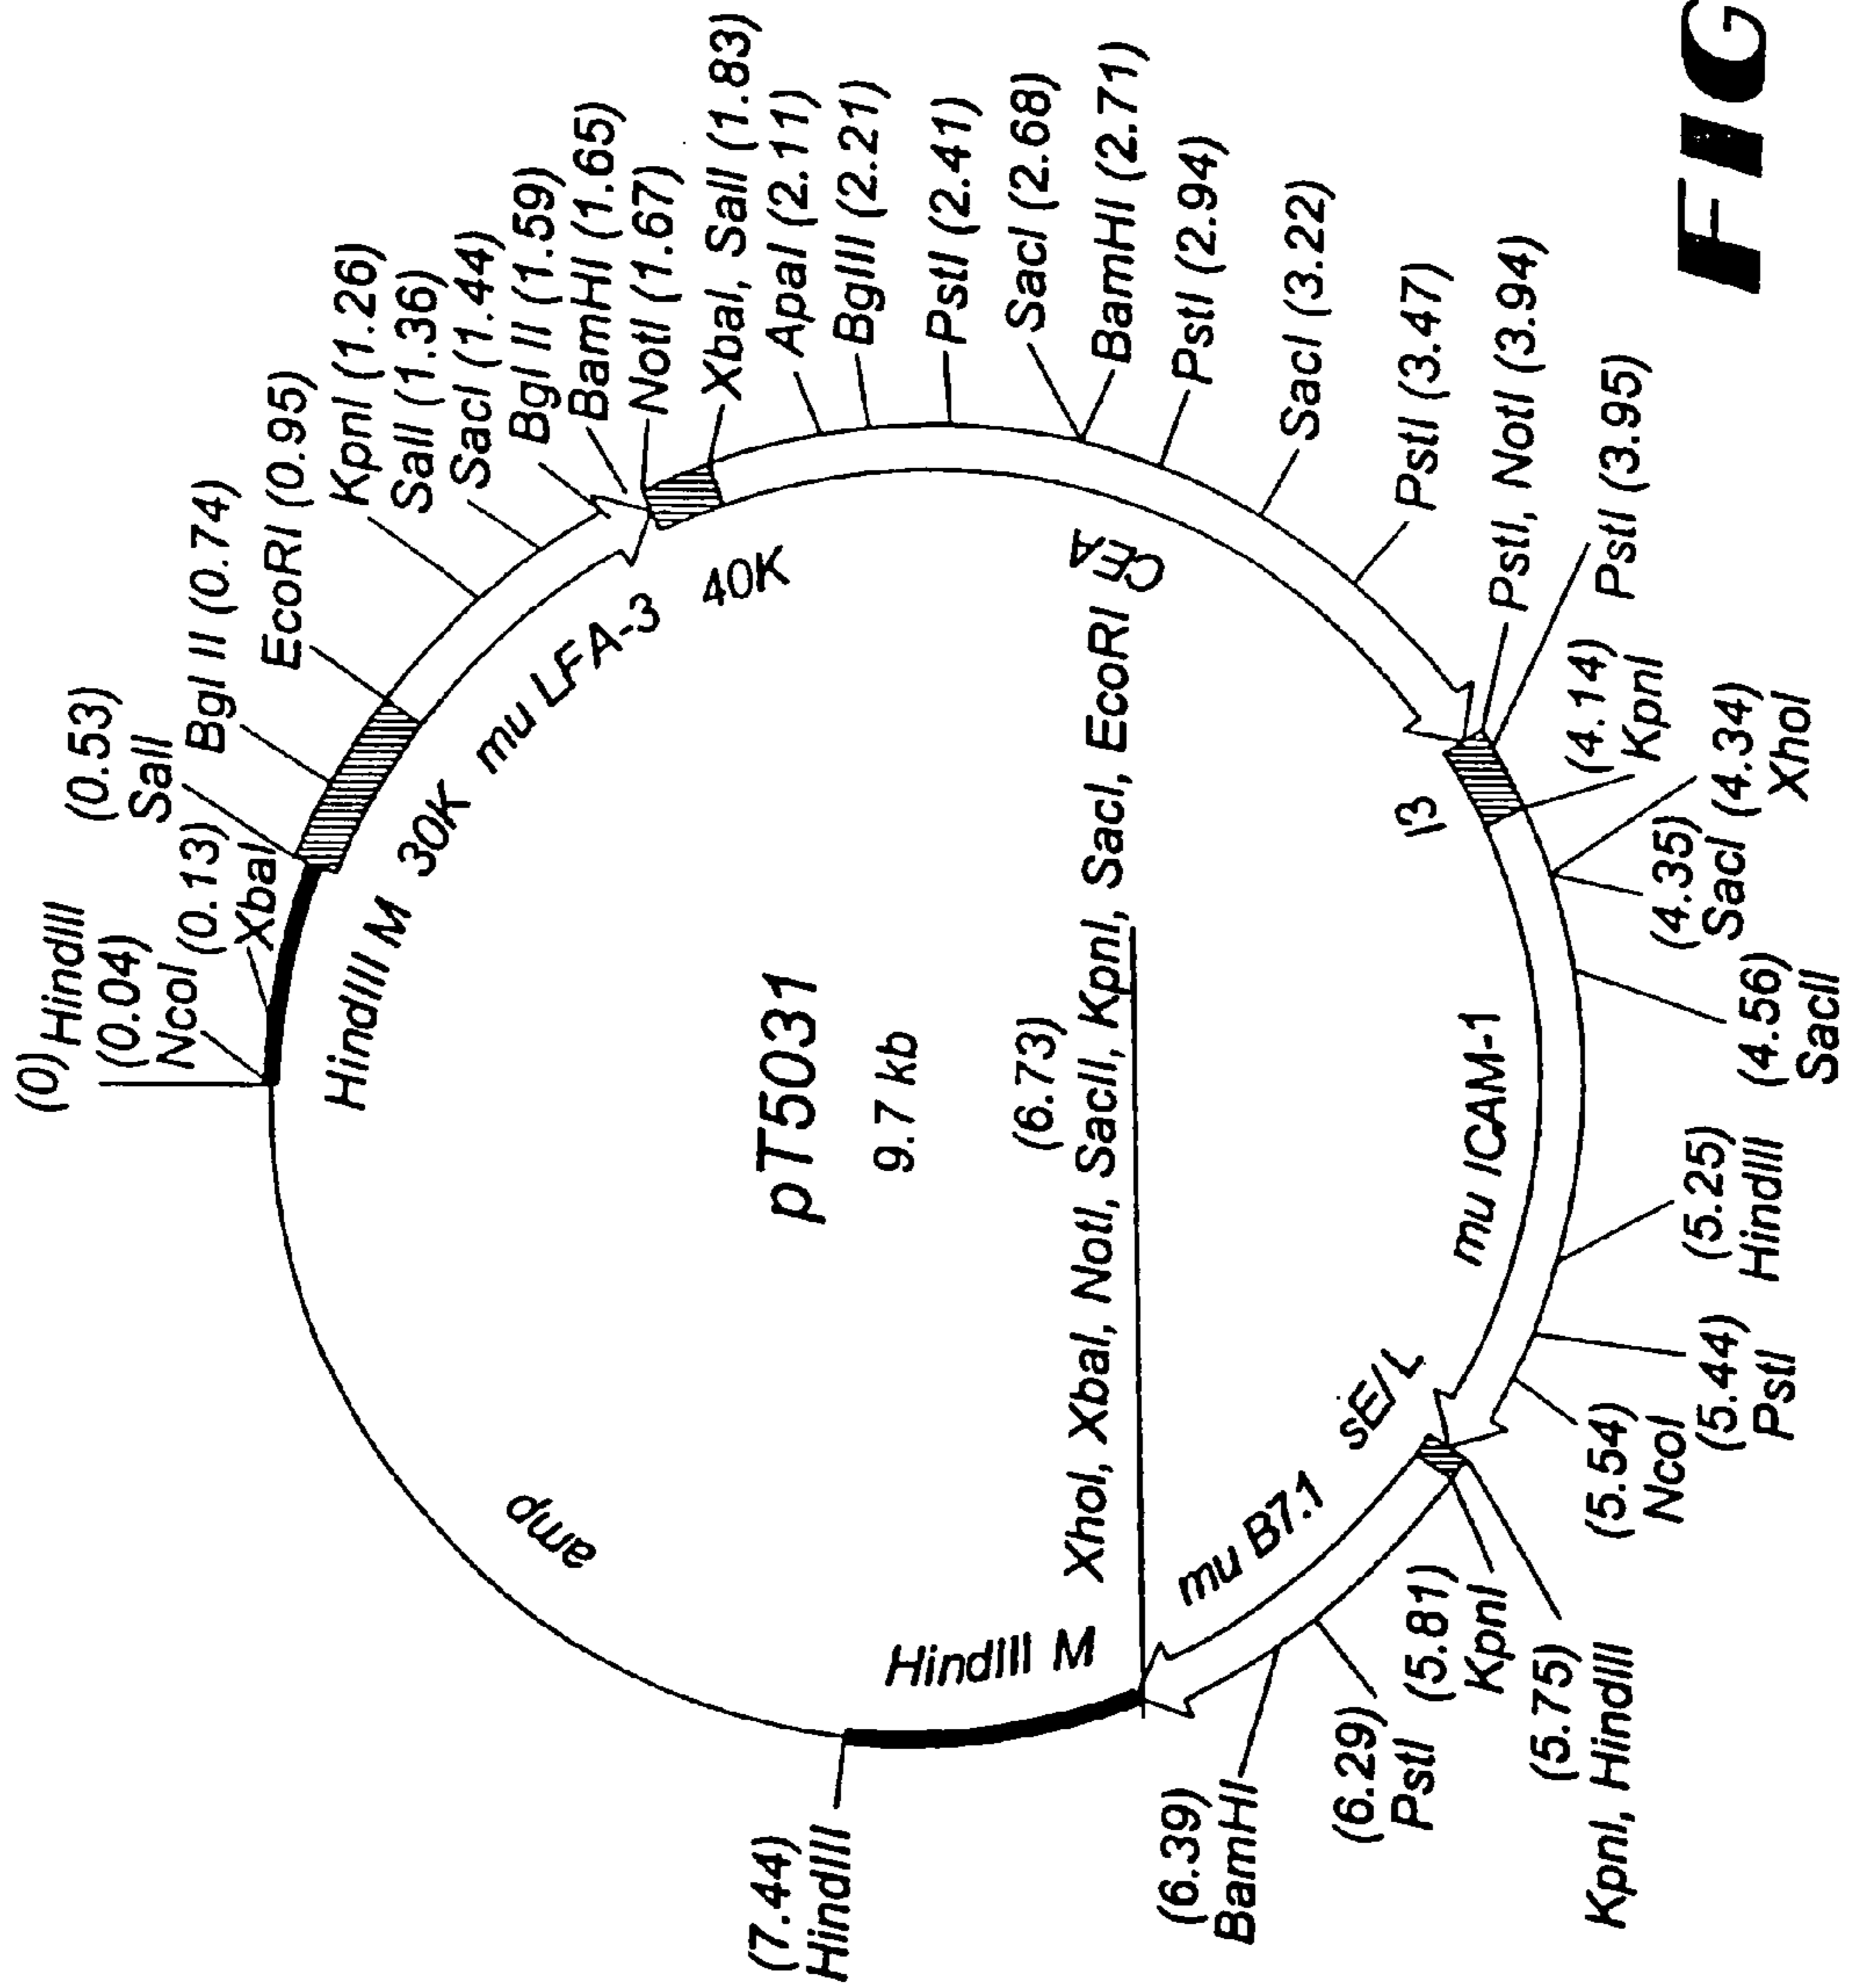 (0) HindIII
(0.04)
NcoI
(0.13)
XbaI
(0.53)
SalI
Bgl II (0.74)
EcoRI (0.95)
KpnI (1.26)
SalI (1.36)
SacI (1.44)
Bgl II (1.59)
BamHI (1.65)
NotI (1.67)
XbaI, SalI (1.83)
ApaI (2.11)
BglII (2.21)
PstI (2.41)
SacI (2.68)
BamHI (2.71)
PstI (2.94)
SacI (3.22)
PstI (3.47)
PstI, NotI (3.94)
PstI (3.95)
(4.14)
KpnI
(4.34)
XhoI
(4.35)
SacI
(4.56)
SacII
(5.25)
HindIII
(5.44)
PstI
(5.54)
NcoI
(5.75)
KpnI, HindIII
(5.81)
KpnI
(6.29)
PstI
(6.39)
BamHI
(7.44)
HindIII
HindIII M
30K
mu LFA-3
40K
CEA
I3
mu ICAM-1
sE/L
mu B7.1
HindIII M
amp
pT5031
9.7 kb
(6.73)
XhoI, XbaI, NotI, SacII, KpnI, SacI, EcoRI
FIG